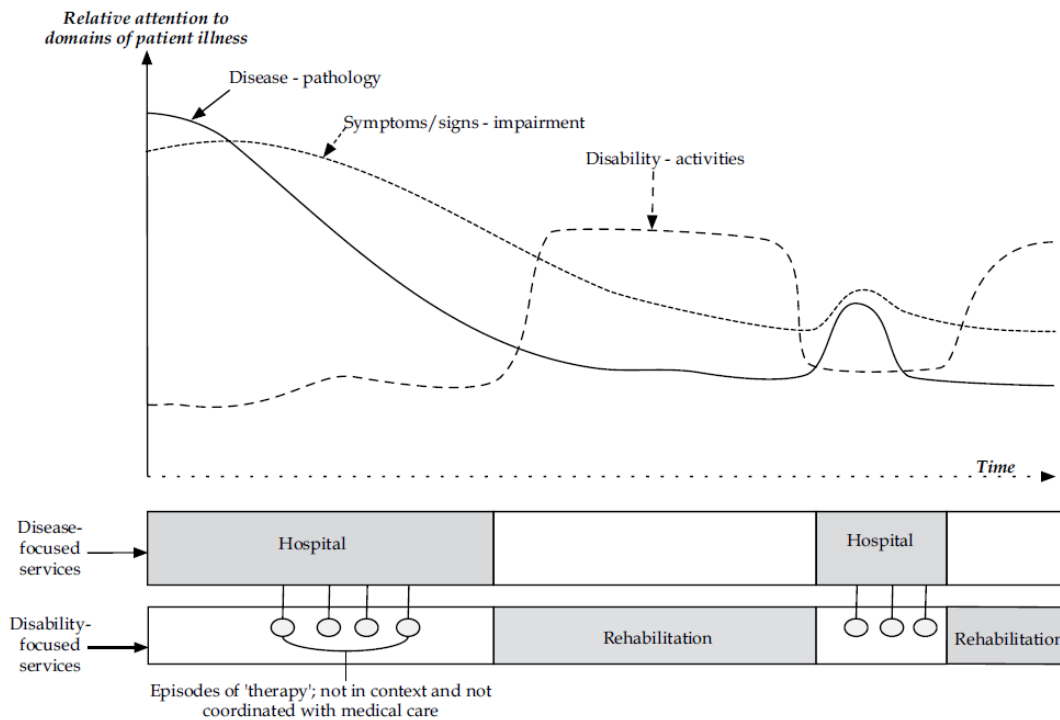 Relative attention to
domains of patient illness
Disease - pathology
Symptoms/signs - impairment
Disability - activities
Time
Disease-
focused
services
Hospital
Hospital
Disability-
focused
services
Rehabilitation
Rehabilitation
Episodes of 'therapy'; not in context and not
coordinated with medical care